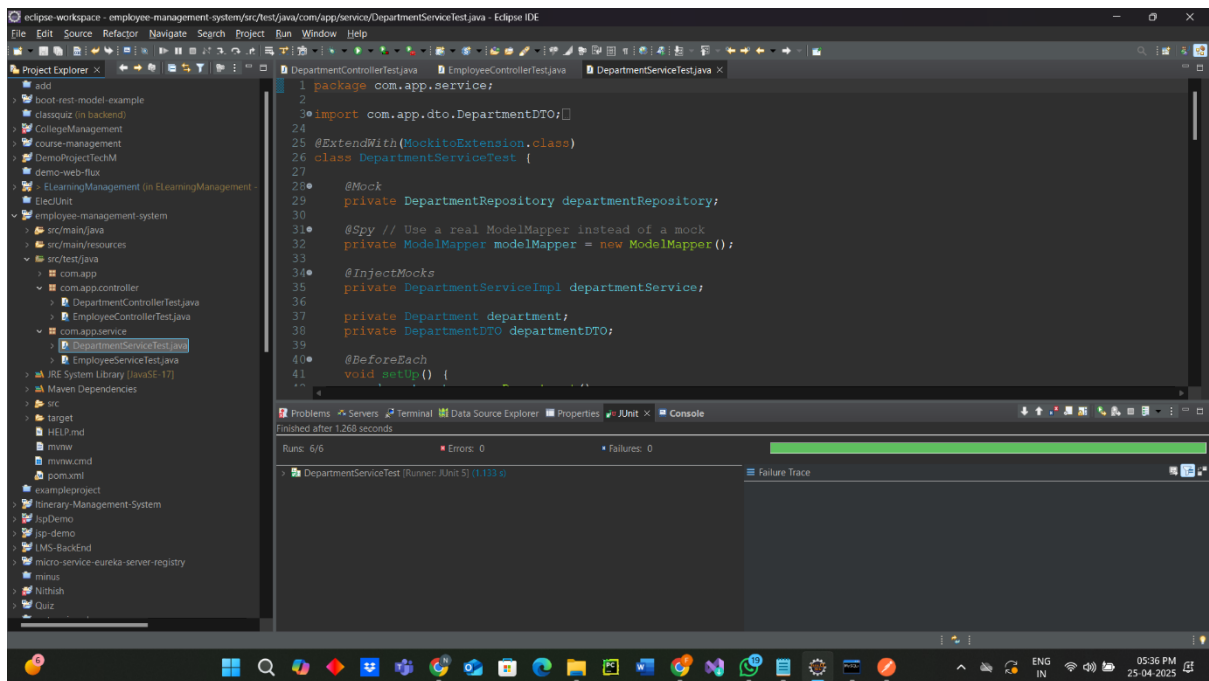 eclipse-workspace - employee-management-system/src/test/java/com/app/service/DepartmentServiceTest.java - Eclipse IDE
File Edit Source Refactor Navigate Search Project Run Window Help
Project Explorer
DepartmentControllerTest.java EmployeeControllerTest.java DepartmentServiceTest.java
add
boot-rest-model-example
classquiz (in backend)
CollegeManagement
course-management
DemoProjectTechM
demo-web-flux
> ELearningManagement (in ELearningManagement -
ElecJUnit
employee-management-system
src/main/java
src/main/resources
src/test/java
com.app
com.app.controller
DepartmentControllerTest.java
EmployeeControllerTest.java
com.app.service
DepartmentServiceTest.java
EmployeeServiceTest.java
JRE System Library [JavaSE-17]
Maven Dependencies
src
target
HELP.md
mvnw
mvnw.cmd
pom.xml
exampleproject
Itinerary-Management-System
JspDemo
jsp-demo
LMS-BackEnd
micro-service-eureka-server-registry
minus
Nithish
Quiz
1 package com.app.service;
2
3 import com.app.dto.DepartmentDTO;
24
25 @ExtendWith(MockitoExtension.class)
26 class DepartmentServiceTest {
27
28 @Mock
29 private DepartmentRepository departmentRepository;
30
31 @Spy // Use a real ModelMapper instead of a mock
32 private ModelMapper modelMapper = new ModelMapper();
33
34 @InjectMocks
35 private DepartmentServiceImpl departmentService;
36
37 private Department department;
38 private DepartmentDTO departmentDTO;
39
40 @BeforeEach
41 void setUp() {
Problems Servers Terminal Data Source Explorer Properties JUnit Console
Finished after 1.268 seconds
Runs: 6/6 Errors: 0 Failures: 0
DepartmentServiceTest [Runner: JUnit 5] (1.133 s)
Failure Trace
6
19
ENG
IN
05:36 PM
25-04-2025